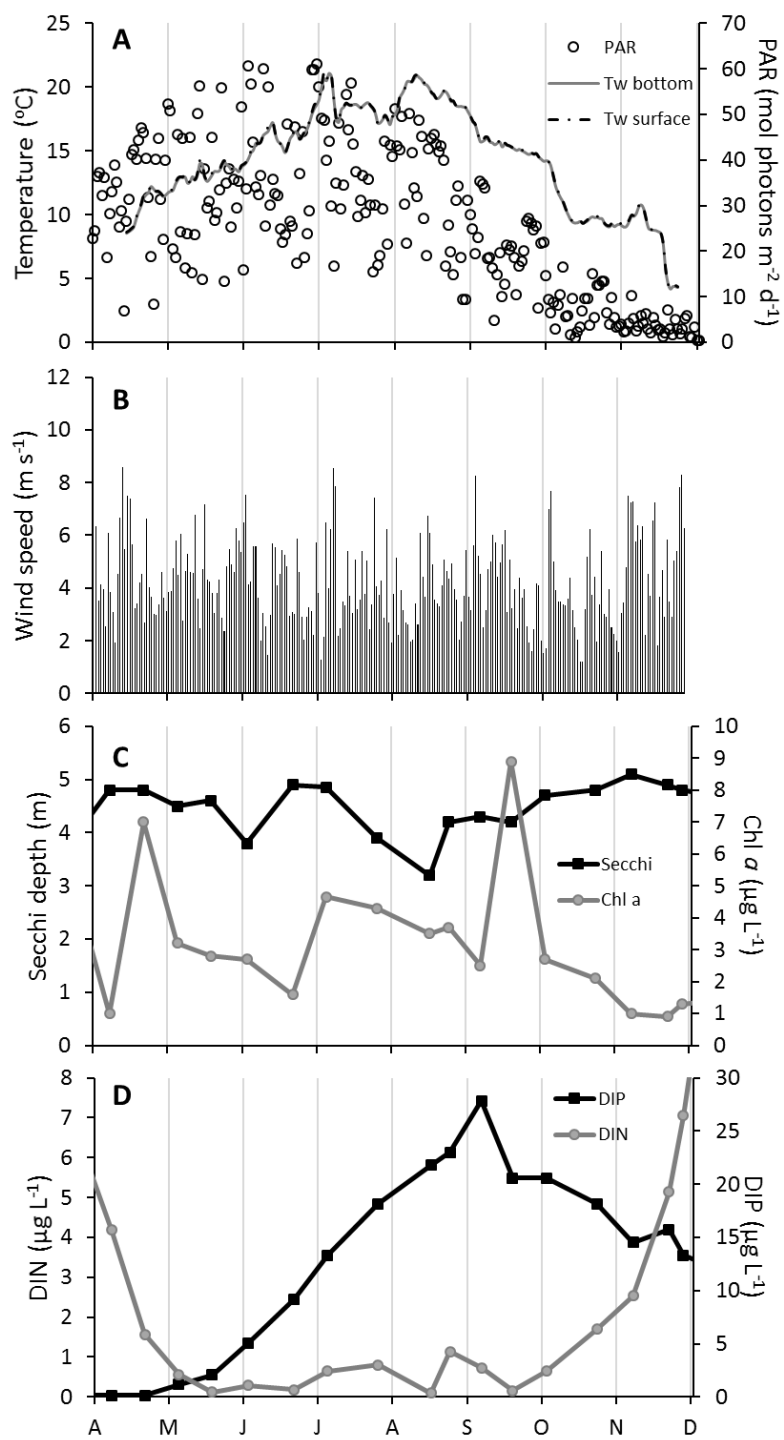 A
PAR
Tw bottom
Tw surface
Temperature (ºC)
25
20
15
10
5
0
PAR (mol photons m⁻² d⁻¹)
70
60
50
40
30
20
10
0
B
Wind speed (m s⁻¹)
12
10
8
6
4
2
0
C
Secchi
Chl a
Secchi depth (m)
6
5
4
3
2
1
0
Chl a (µg L⁻¹)
10
9
8
7
6
5
4
3
2
1
0
D
DIP
DIN
DIN (µg L⁻¹)
8
7
6
5
4
3
2
1
0
DIP (µg L⁻¹)
30
25
20
15
10
5
0
A M J J A S O N D